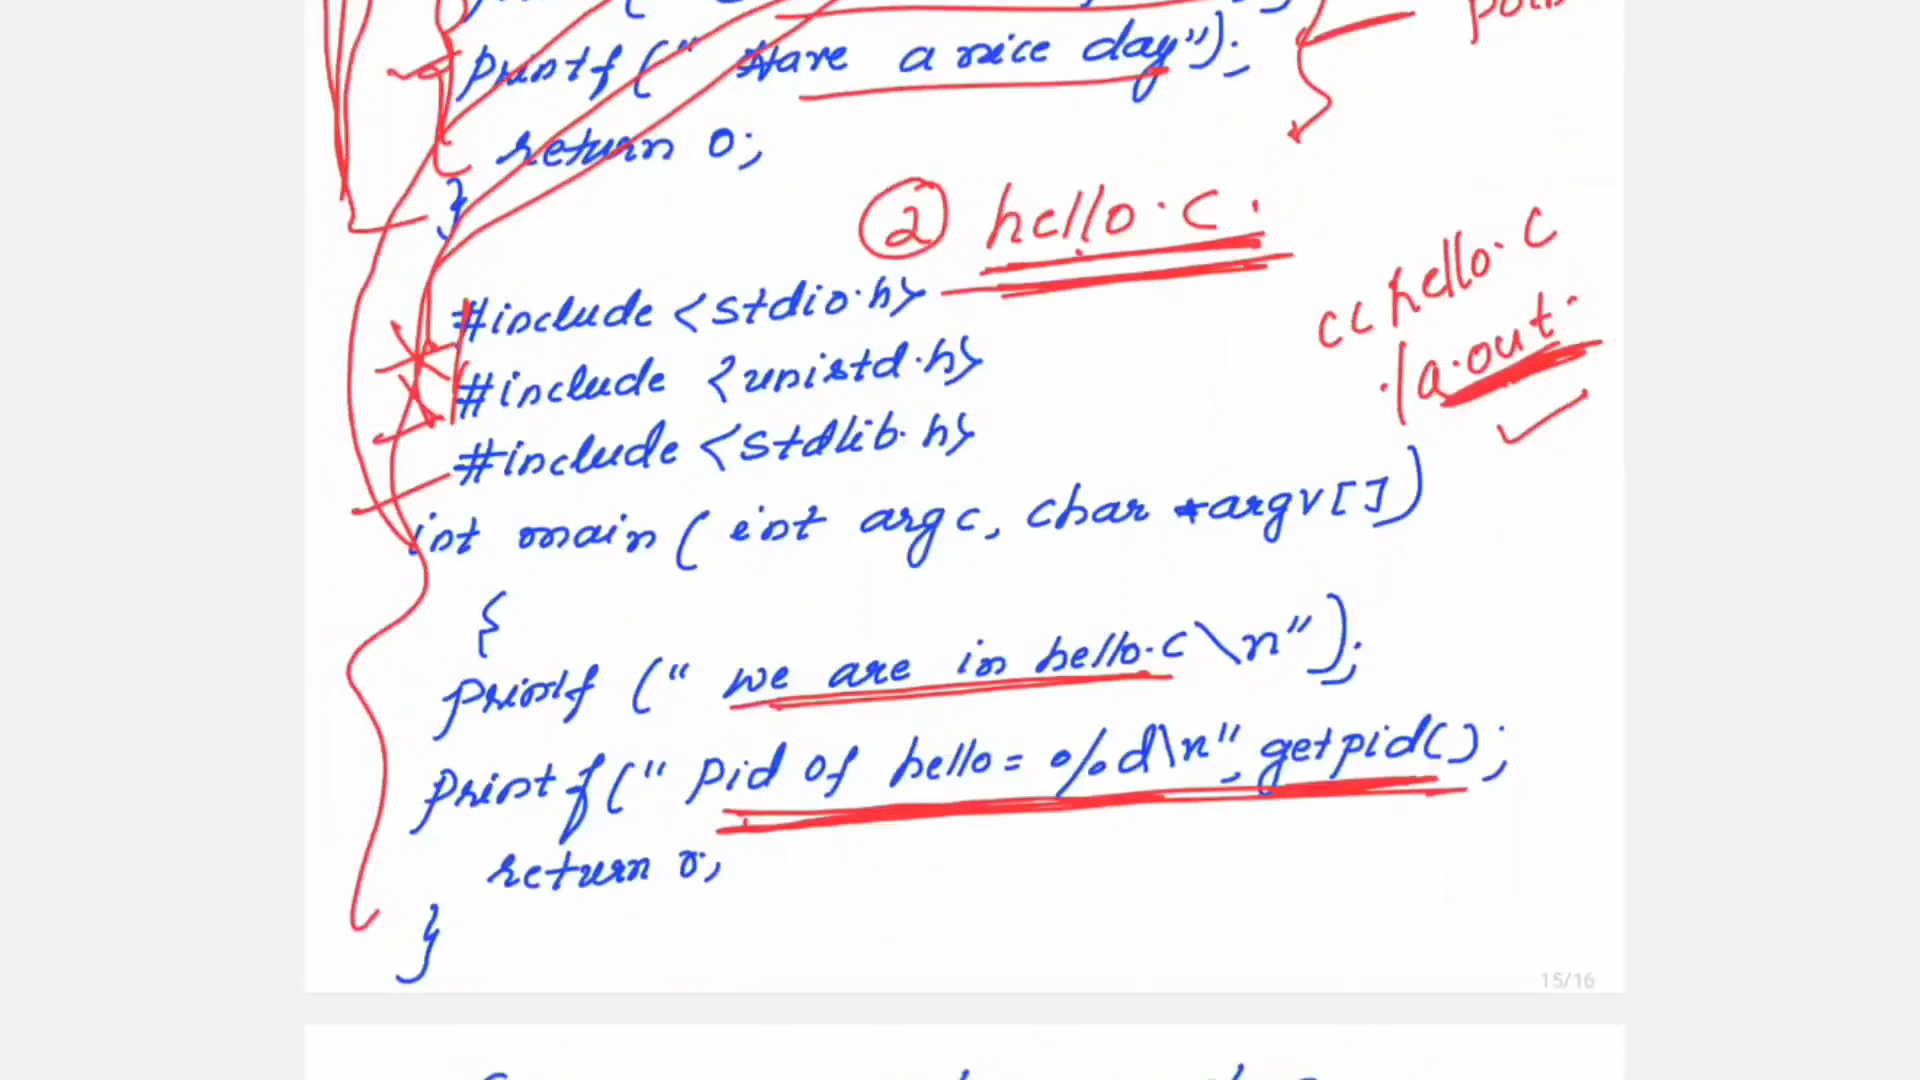 printf(" Have a nice day");
return 0;
}
② hello.c.
cc hello.c
./a.out.
#include <stdio.h>
#include <unistd.h>
#include <stdlib.h>
int main( int argc, char *argv[])
{
printf (" we are in hello.c \n");
printf(" pid of hello= %d\n", getpid();
return 0;
}
15/16